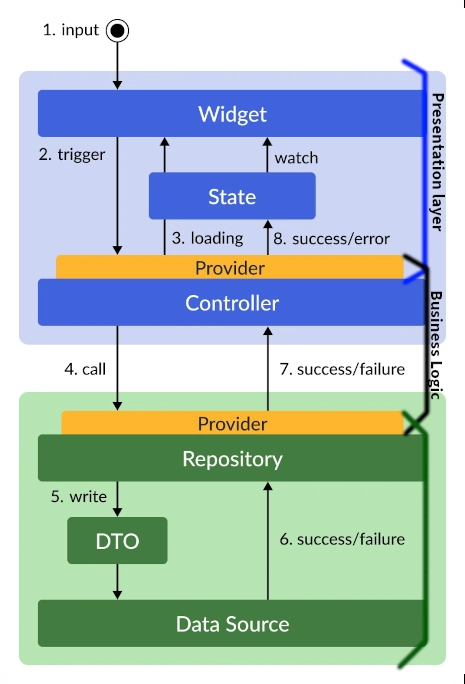 1. input
Widget
2. trigger
watch
State
3. loading
8. success/error
Provider
Controller
Presentation layer
Business Logic
4. call
7. success/failure
Provider
Repository
5. write
DTO
6. success/failure
Data Source